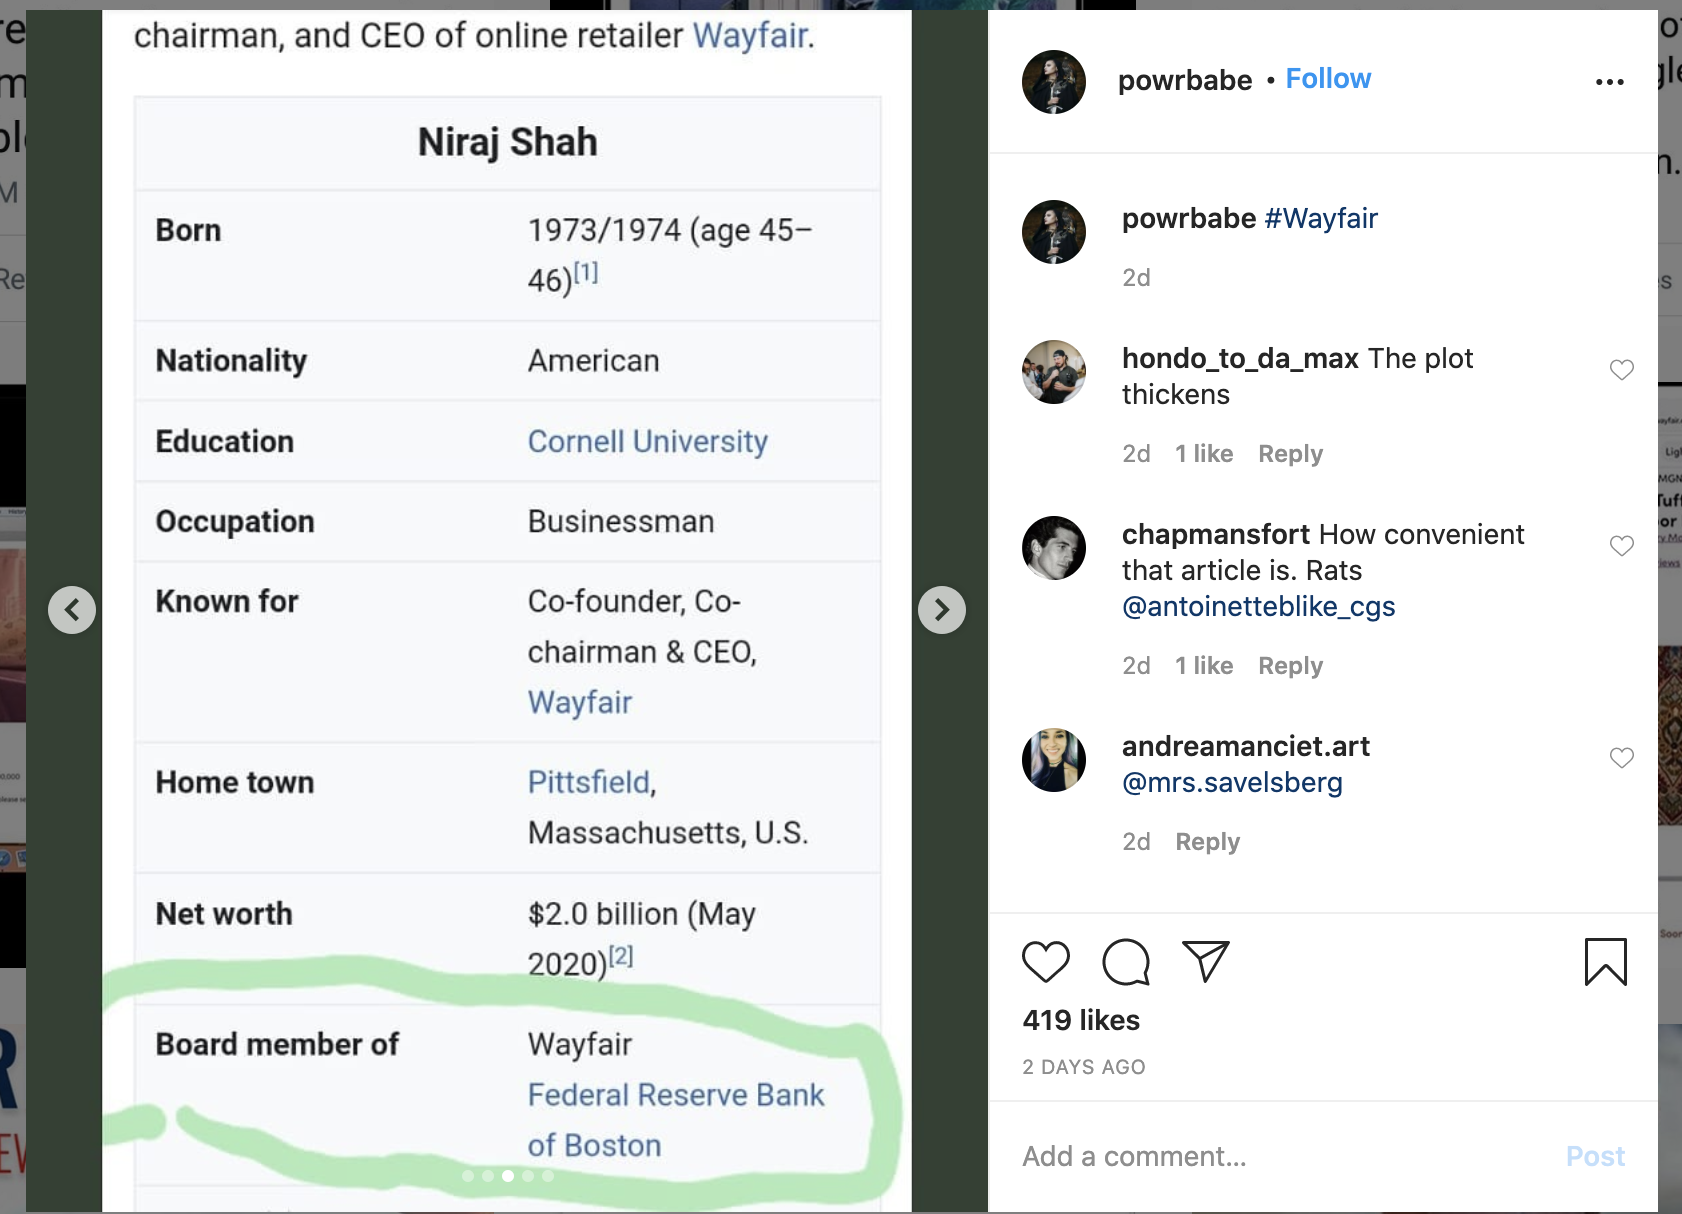 chairman, and CEO of online retailer Wayfair.
Niraj Shah
Born
1973/1974 (age 45–
46)[1]
Nationality
American
Education
Cornell University
Occupation
Businessman
Known for
Co-founder, Co-
chairman & CEO,
Wayfair
Home town
Pittsfield,
Massachusetts, U.S.
Net worth
$2.0 billion (May
2020)[2]
Board member of
Wayfair
Federal Reserve Bank
of Boston
powrbabe • Follow
powrbabe #Wayfair
2d
hondo_to_da_max The plot
thickens
2d 1 like Reply
chapmansfort How convenient
that article is. Rats
@antoinetteblike_cgs
2d 1 like Reply
andreamanciet.art
@mrs.savelsberg
2d Reply
419 likes
2 DAYS AGO
Add a comment...
Post